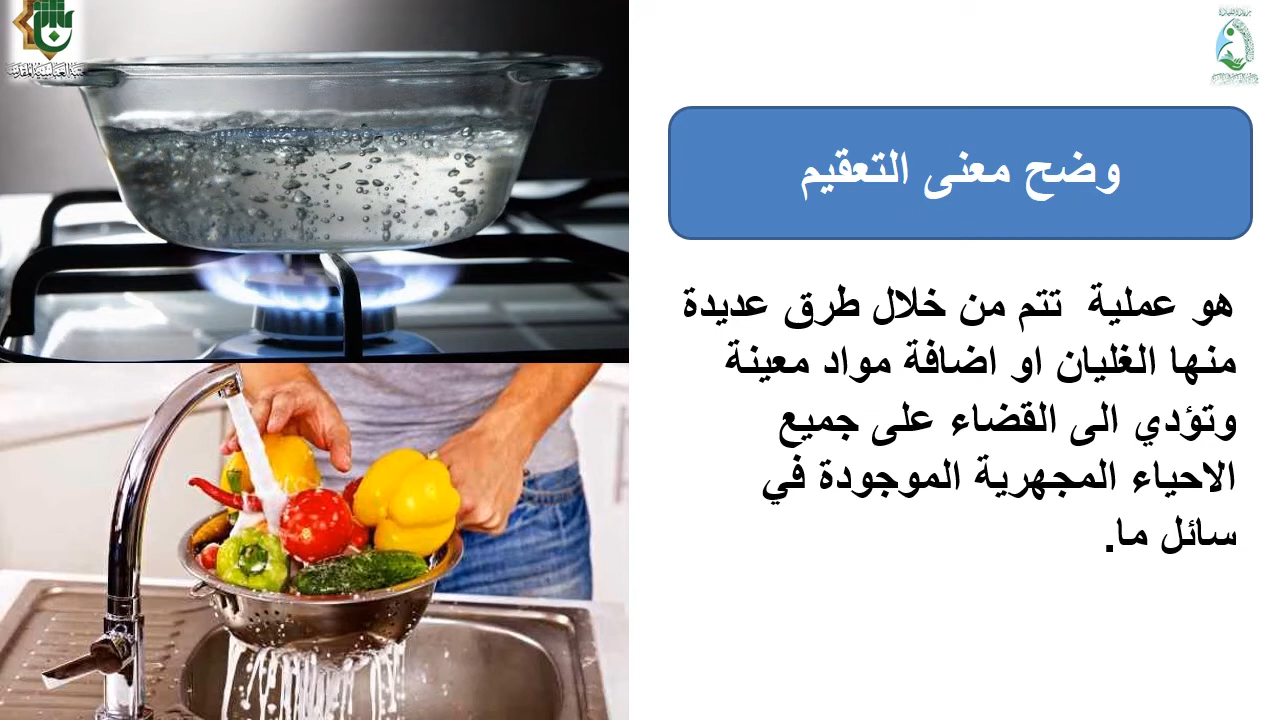 وضح معنى التعقيم
هو عملية تتم من خلال طرق عديدة
منها الغليان او اضافة مواد معينة
وتؤدي الى القضاء على جميع
الاحياء المجهرية الموجودة في
سائل ما.